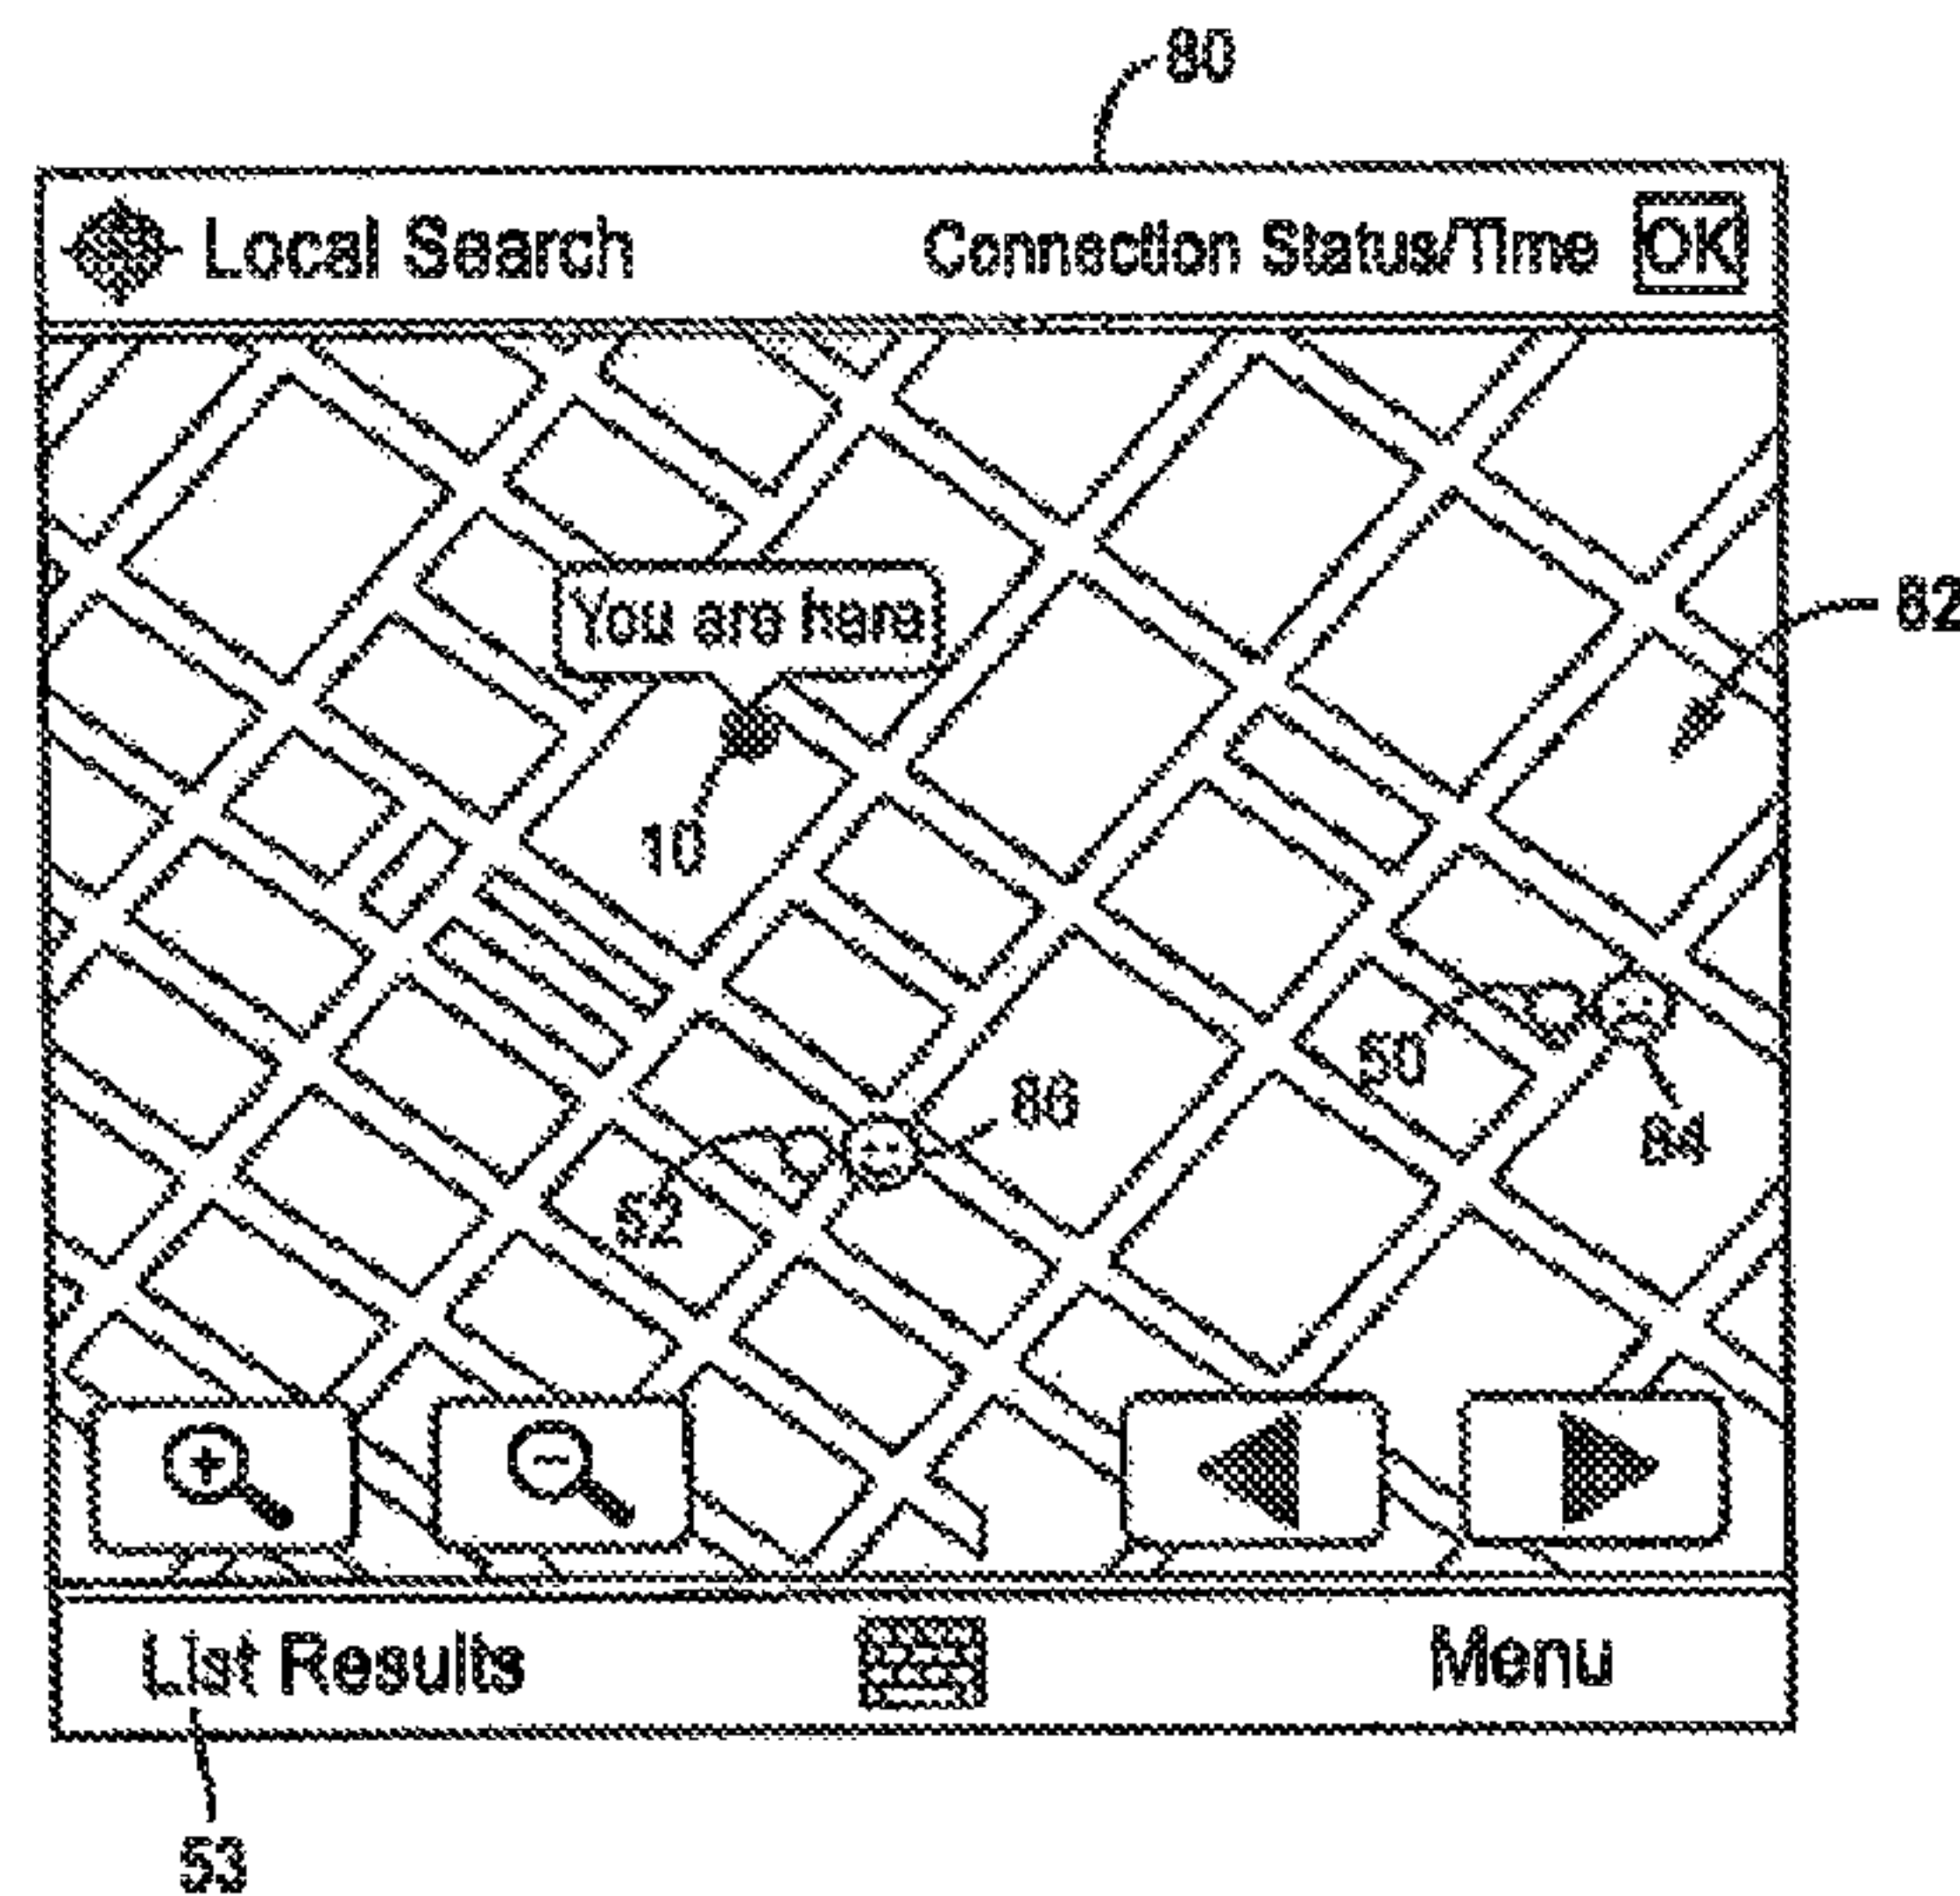 80
Local Search
Connection Status/Time
OK
You are here
82
10
50
86
84
52
List Results
Menu
53